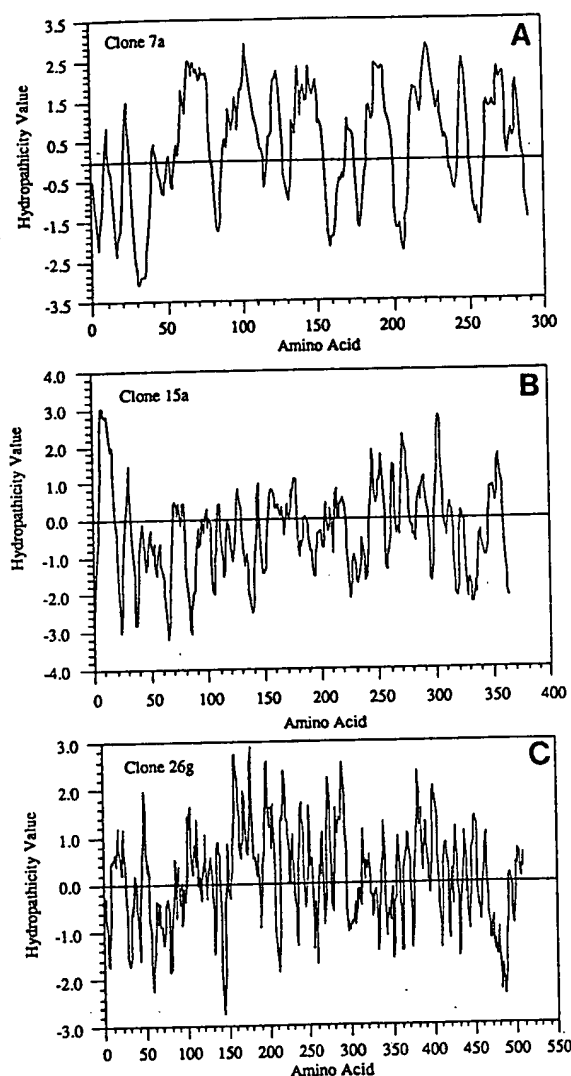 A
Clone 7a
Hydropathicity Value
3.5
2.5
1.5
0.5
-0.5
-1.5
-2.5
-3.5
0 50 100 150 200 250 300
Amino Acid
B
Clone 15a
Hydropathicity Value
4.0
3.0
2.0
1.0
0.0
-1.0
-2.0
-3.0
-4.0
0 50 100 150 200 250 300 350 400
Amino Acid
C
Clone 26g
Hydropathicity Value
3.0
2.0
1.0
0.0
-1.0
-2.0
-3.0
0 50 100 150 200 250 300 350 400 450 500 550
Amino Acid